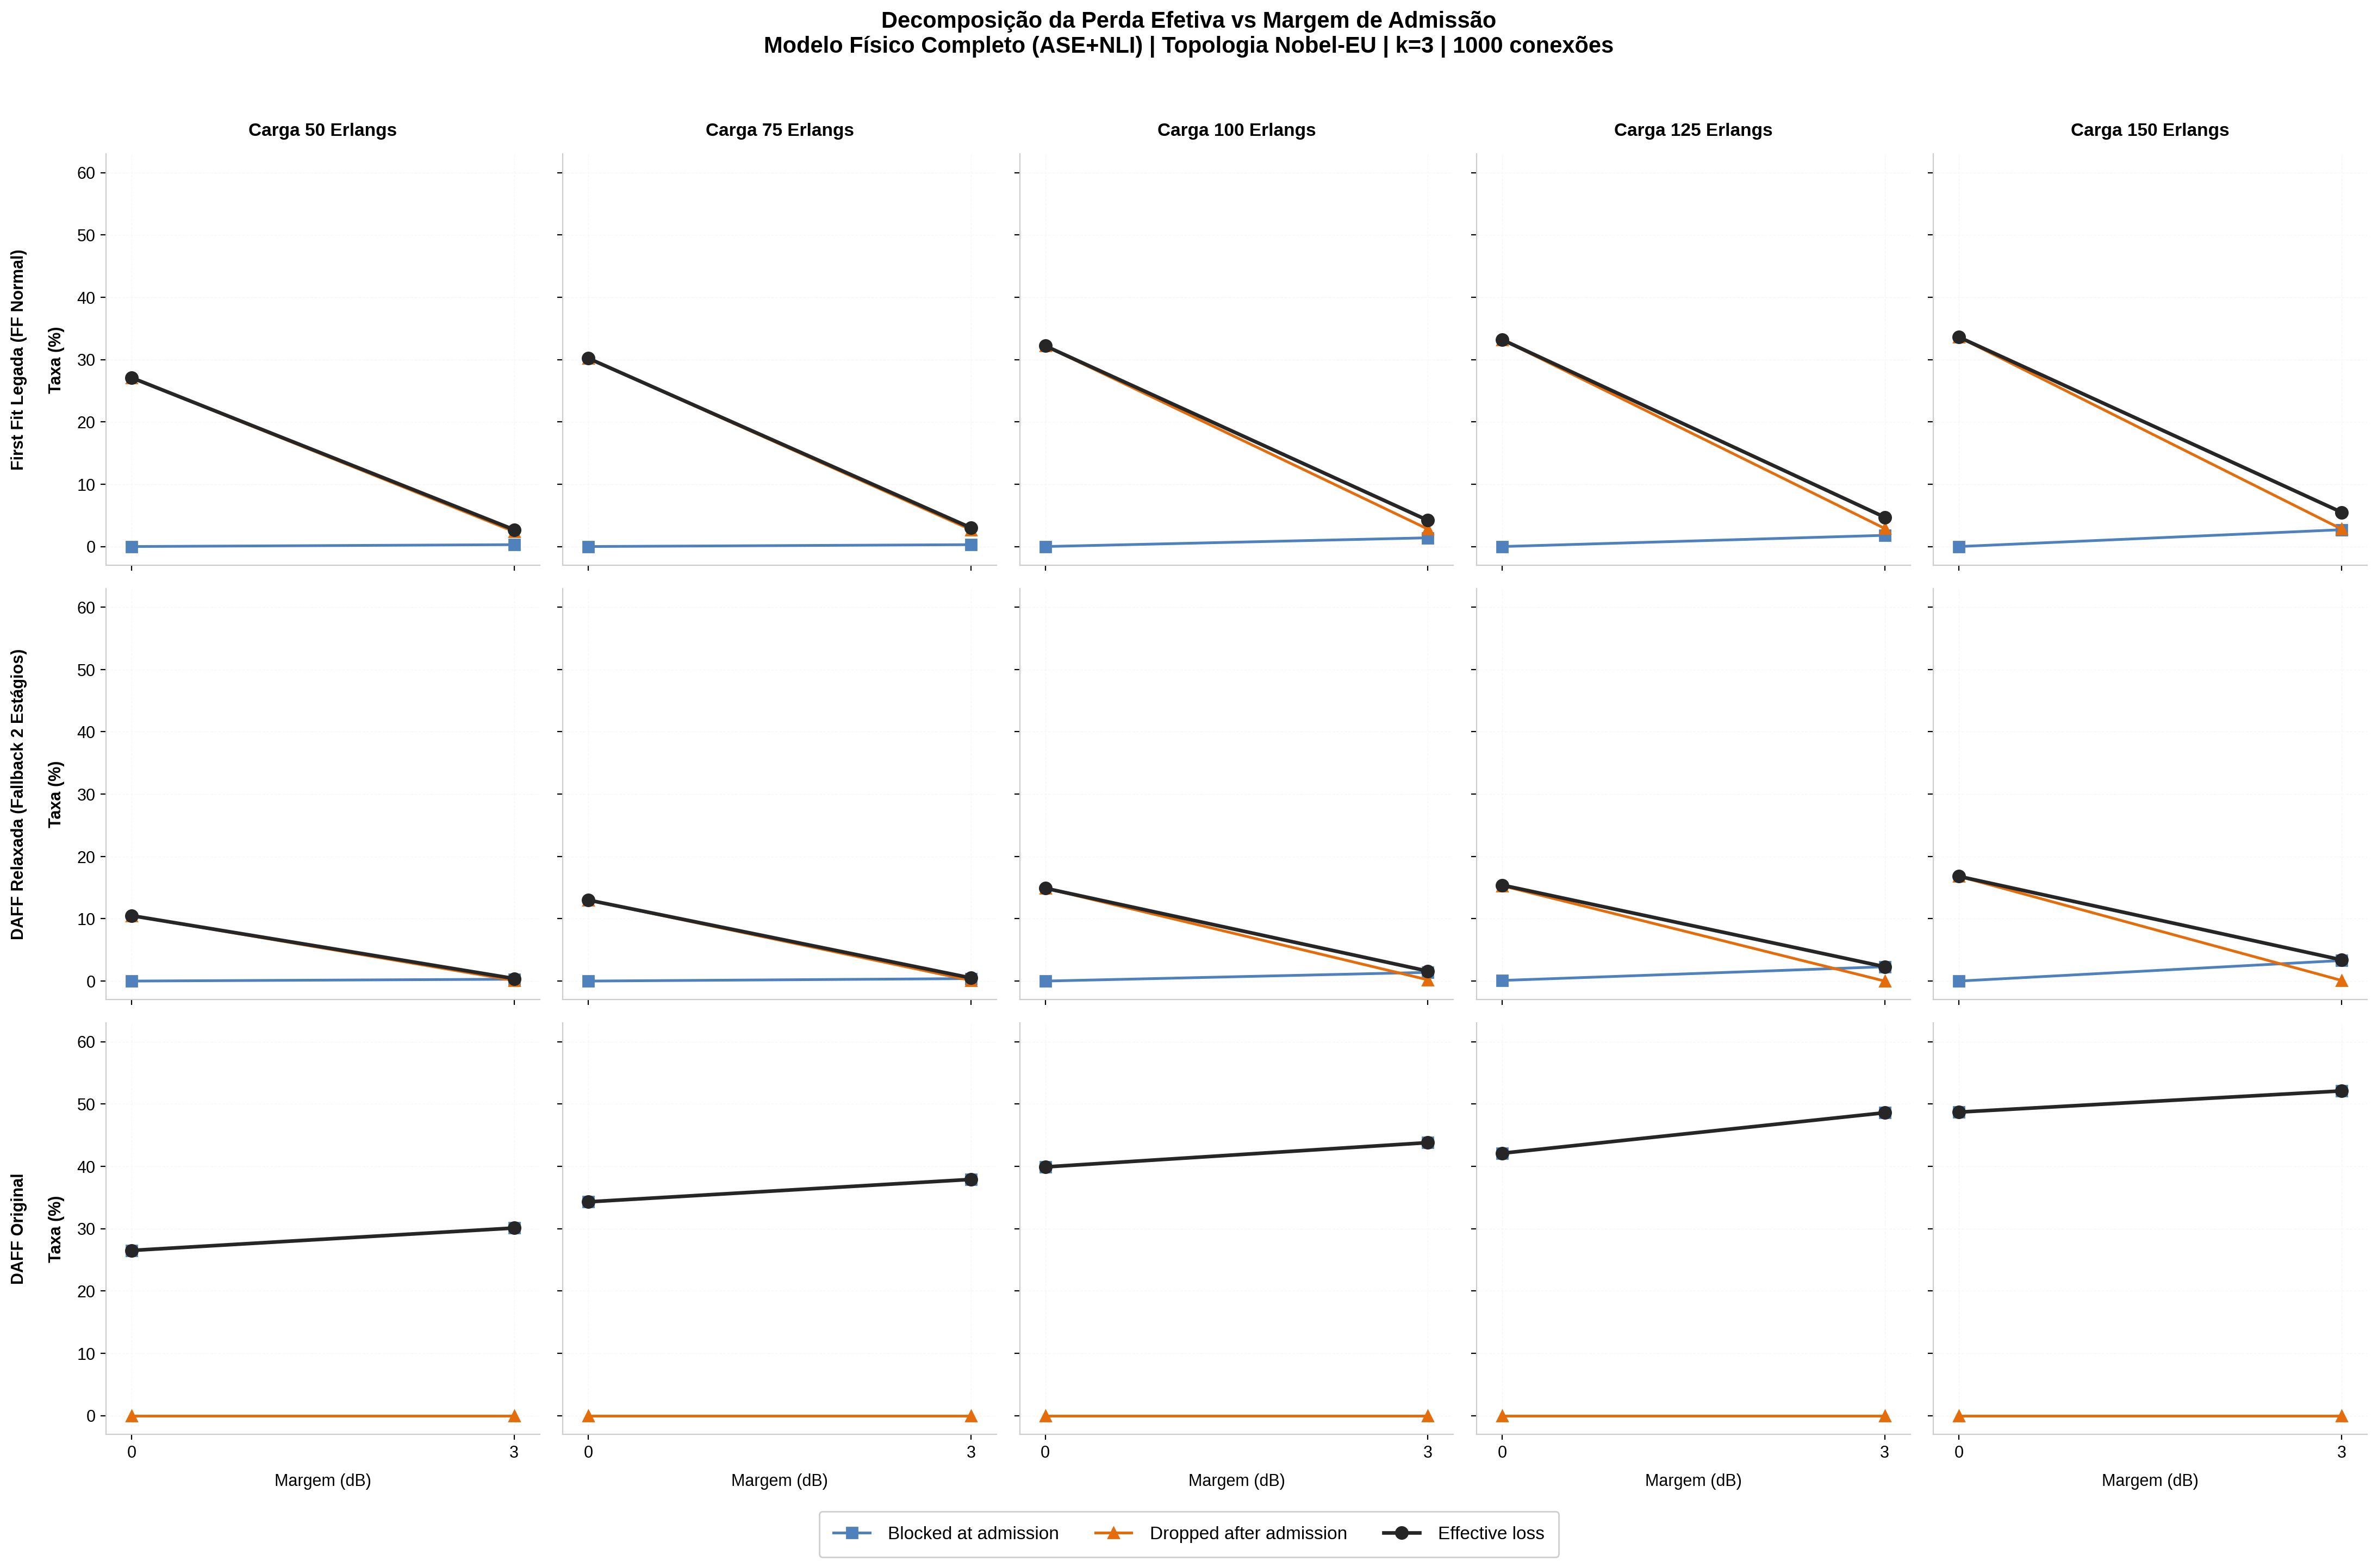 Decomposição da Perda Efetiva vs Margem de Admissão
Modelo Físico Completo (ASE+NLI) | Topologia Nobel-EU | k=3 | 1000 conexões
Carga 50 Erlangs
Carga 75 Erlangs
Carga 100 Erlangs
Carga 125 Erlangs
Carga 150 Erlangs
First Fit Legada (FF Normal)
Taxa (%)
60
50
40
30
20
10
0
DAFF Relaxada (Fallback 2 Estágios)
Taxa (%)
60
50
40
30
20
10
0
DAFF Original
Taxa (%)
60
50
40
30
20
10
0
0 3
0 3
0 3
0 3
0 3
Margem (dB)
Margem (dB)
Margem (dB)
Margem (dB)
Margem (dB)
Blocked at admission
Dropped after admission
Effective loss